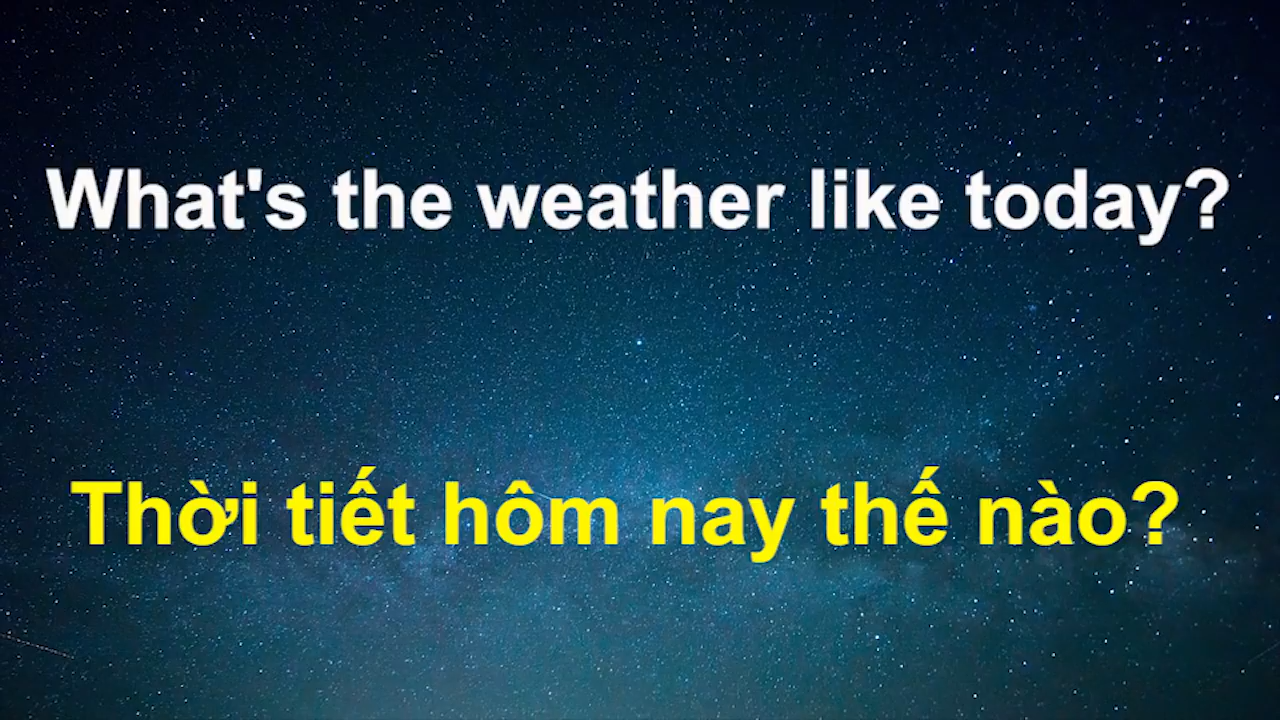 What's the weather like today?
Thời tiết hôm nay thế nào?